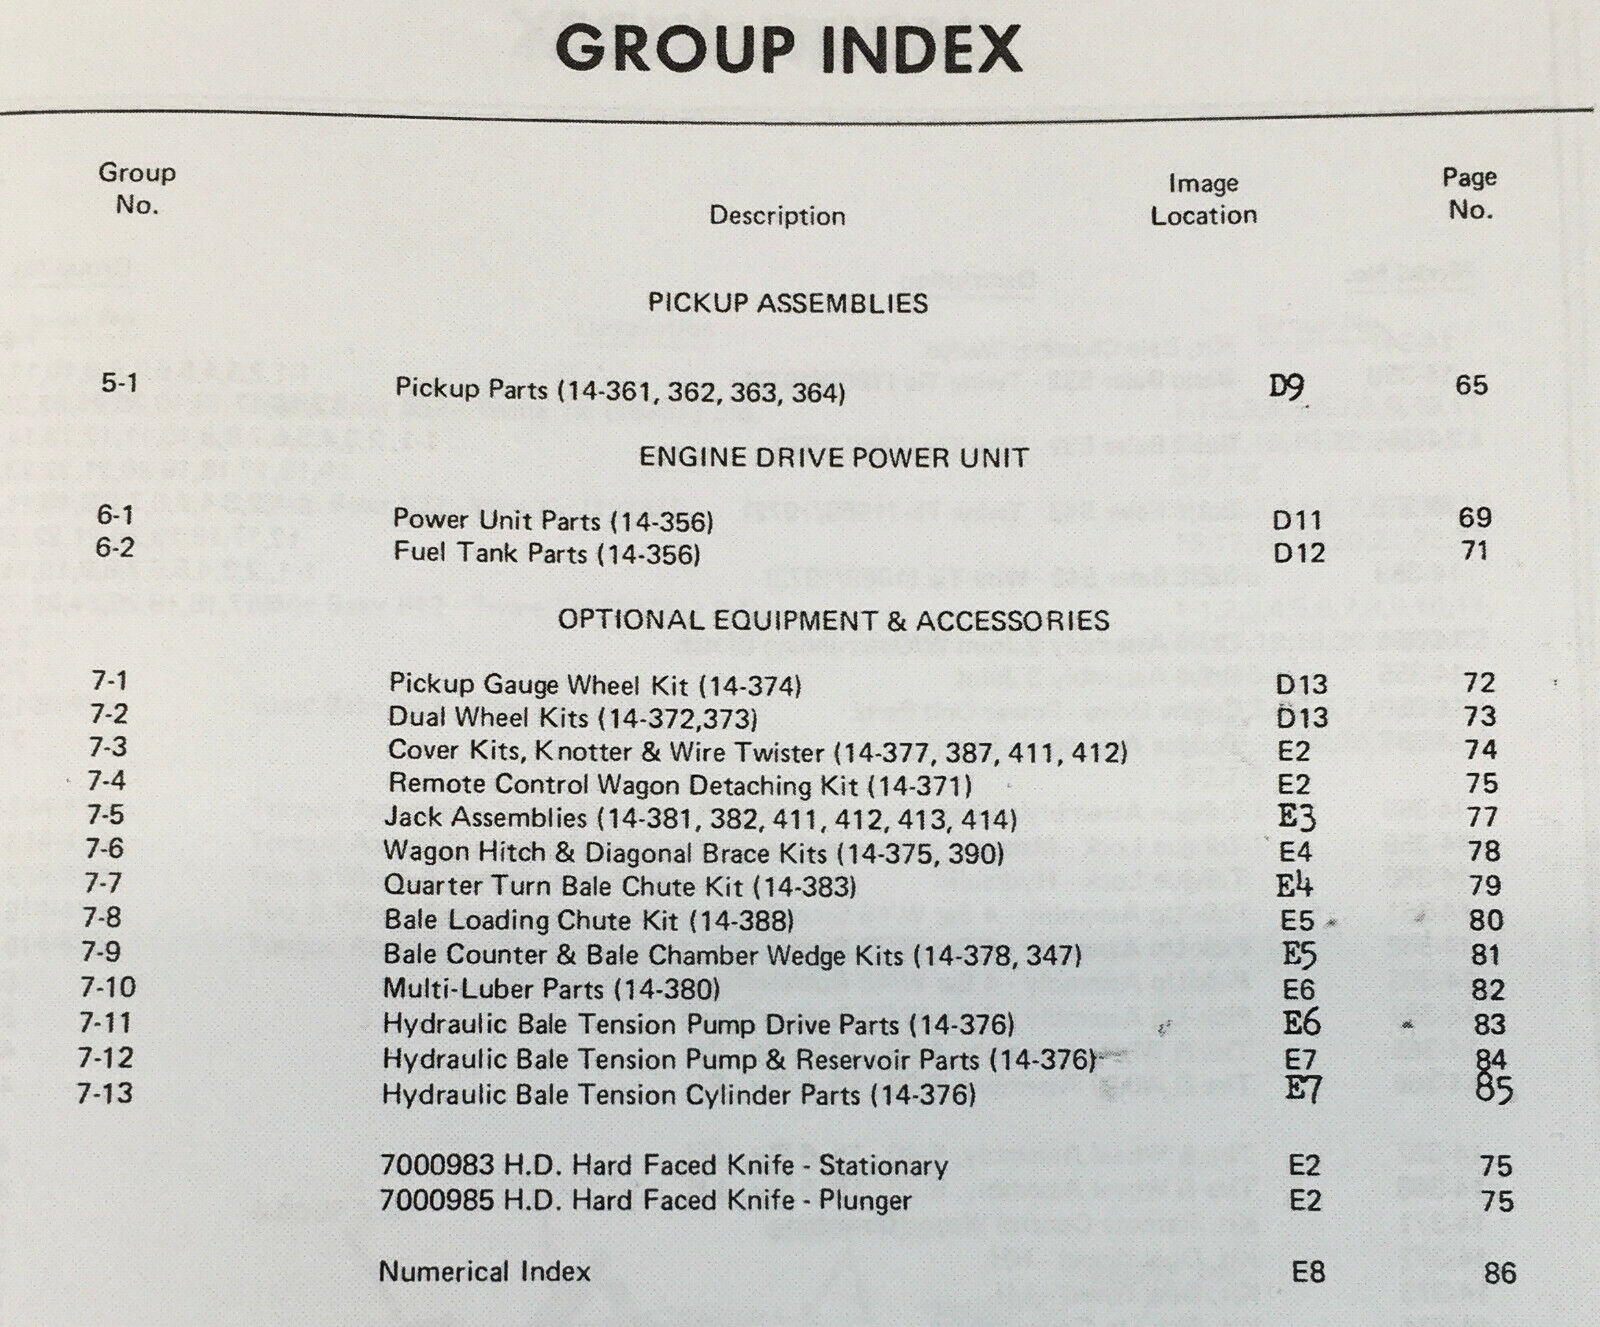 GROUP INDEX
Group No. Description Image Location Page No.
PICKUP ASSEMBLIES
5-1 Pickup Parts (14-361, 362, 363, 364) D9 65
ENGINE DRIVE POWER UNIT
6-1 Power Unit Parts (14-356) D11 69
6-2 Fuel Tank Parts (14-356) D12 71
OPTIONAL EQUIPMENT & ACCESSORIES
7-1 Pickup Gauge Wheel Kit (14-374) D13 72
7-2 Dual Wheel Kits (14-372,373) D13 73
7-3 Cover Kits, Knotter & Wire Twister (14-377, 387, 411, 412) E2 74
7-4 Remote Control Wagon Detaching Kit (14-371) E2 75
7-5 Jack Assemblies (14-381, 382, 411, 412, 413, 414) E3 77
7-6 Wagon Hitch & Diagonal Brace Kits (14-375, 390) E4 78
7-7 Quarter Turn Bale Chute Kit (14-383) E4 79
7-8 Bale Loading Chute Kit (14-388) E5 80
7-9 Bale Counter & Bale Chamber Wedge Kits (14-378, 347) E5 81
7-10 Multi-Luber Parts (14-380) E6 82
7-11 Hydraulic Bale Tension Pump Drive Parts (14-376) E6 83
7-12 Hydraulic Bale Tension Pump & Reservoir Parts (14-376) E7 84
7-13 Hydraulic Bale Tension Cylinder Parts (14-376) E7 85
7000983 H.D. Hard Faced Knife - Stationary E2 75
7000985 H.D. Hard Faced Knife - Plunger E2 75
Numerical Index E8 86